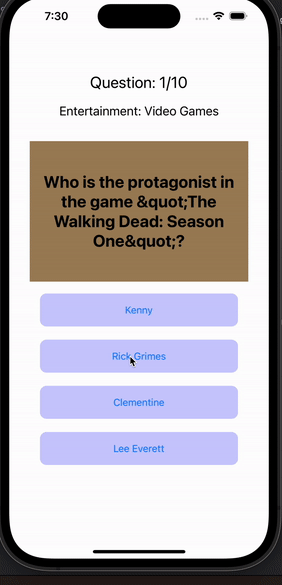 7:30
Question: 1/10
Entertainment: Video Games
Who is the protagonist in
the game &quot;The
Walking Dead: Season
One&quot;?
Kenny
Rick Grimes
Clementine
Lee Everett